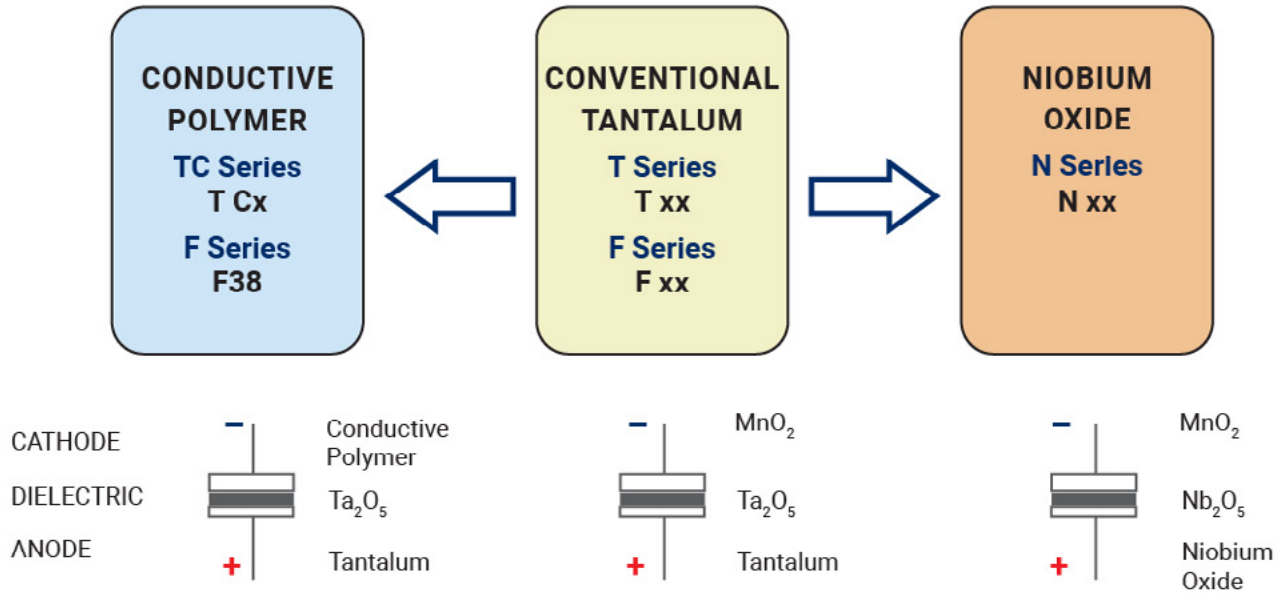 CONDUCTIVE
POLYMER
TC Series
T Cx
F Series
F38
CONVENTIONAL
TANTALUM
T Series
T xx
F Series
F xx
NIOBIUM
OXIDE
N Series
N xx
CATHODE
DIELECTRIC
ANODE
−
Conductive
Polymer
Ta₂O₅
+
Tantalum
−
MnO₂
Ta₂O₅
+
Tantalum
−
MnO₂
Nb₂O₅
+
Niobium
Oxide